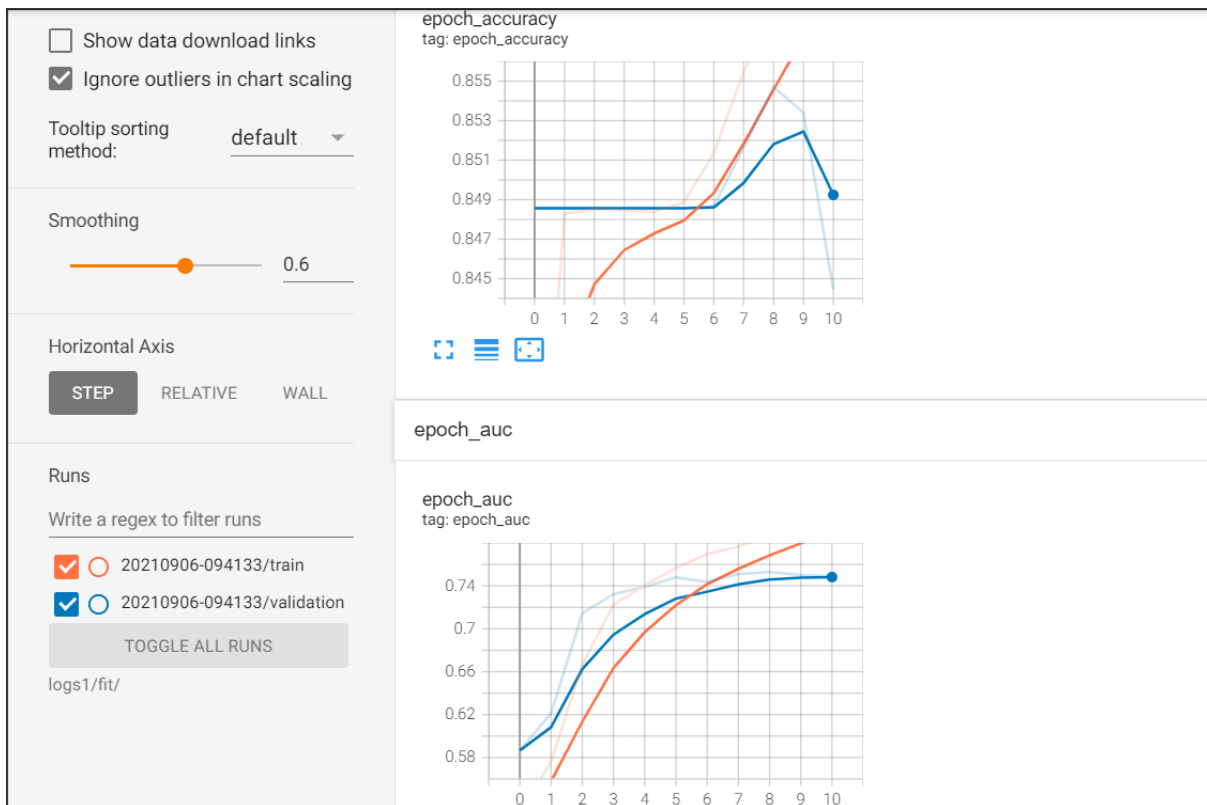 Show data download links
Ignore outliers in chart scaling
Tooltip sorting method:
default
Smoothing
0.6
Horizontal Axis
STEP RELATIVE WALL
Runs
Write a regex to filter runs
20210906-094133/train
20210906-094133/validation
TOGGLE ALL RUNS
logs1/fit/
epoch_accuracy
tag: epoch_accuracy
0.855
0.853
0.851
0.849
0.847
0.845
0 1 2 3 4 5 6 7 8 9 10
epoch_auc
epoch_auc
tag: epoch_auc
0.74
0.7
0.66
0.62
0.58
0 1 2 3 4 5 6 7 8 9 10